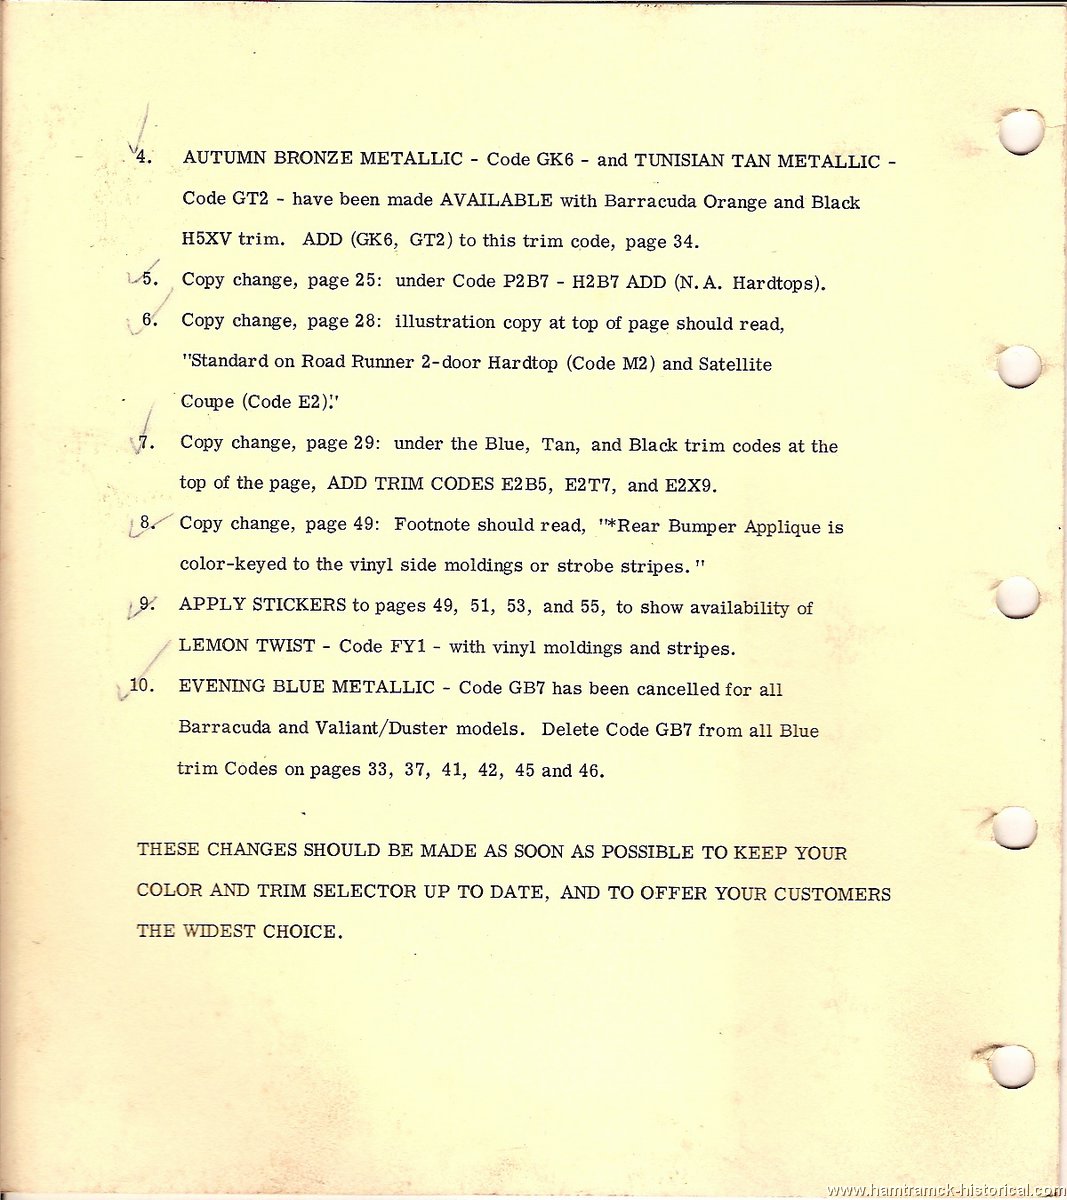 4. AUTUMN BRONZE METALLIC - Code GK6 - and TUNISIAN TAN METALLIC -
Code GT2 - have been made AVAILABLE with Barracuda Orange and Black
H5XV trim. ADD (GK6, GT2) to this trim code, page 34.
5. Copy change, page 25: under Code P2B7 - H2B7 ADD (N.A. Hardtops).
6. Copy change, page 28: illustration copy at top of page should read,
"Standard on Road Runner 2-door Hardtop (Code M2) and Satellite
Coupe (Code E2)."
7. Copy change, page 29: under the Blue, Tan, and Black trim codes at the
top of the page, ADD TRIM CODES E2B5, E2T7, and E2X9.
8. Copy change, page 49: Footnote should read, "*Rear Bumper Applique is
color-keyed to the vinyl side moldings or strobe stripes."
9. APPLY STICKERS to pages 49, 51, 53, and 55, to show availability of
LEMON TWIST - Code FY1 - with vinyl moldings and stripes.
10. EVENING BLUE METALLIC - Code GB7 has been cancelled for all
Barracuda and Valiant/Duster models. Delete Code GB7 from all Blue
trim Codes on pages 33, 37, 41, 42, 45 and 46.
THESE CHANGES SHOULD BE MADE AS SOON AS POSSIBLE TO KEEP YOUR
COLOR AND TRIM SELECTOR UP TO DATE, AND TO OFFER YOUR CUSTOMERS
THE WIDEST CHOICE.
www.hamtramck-historical.com